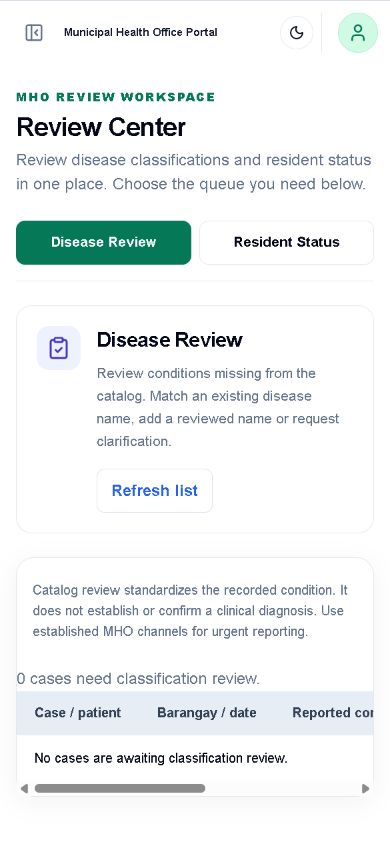 Municipal Health Office Portal
MHO REVIEW WORKSPACE
Review Center
Review disease classifications and resident status
in one place. Choose the queue you need below.
Disease Review
Resident Status
Disease Review
Review conditions missing from the
catalog. Match an existing disease
name, add a reviewed name or request
clarification.
Refresh list
Catalog review standardizes the recorded condition. It
does not establish or confirm a clinical diagnosis. Use
established MHO channels for urgent reporting.
0 cases need classification review.
Case / patient Barangay / date Reported
No cases are awaiting classification review.